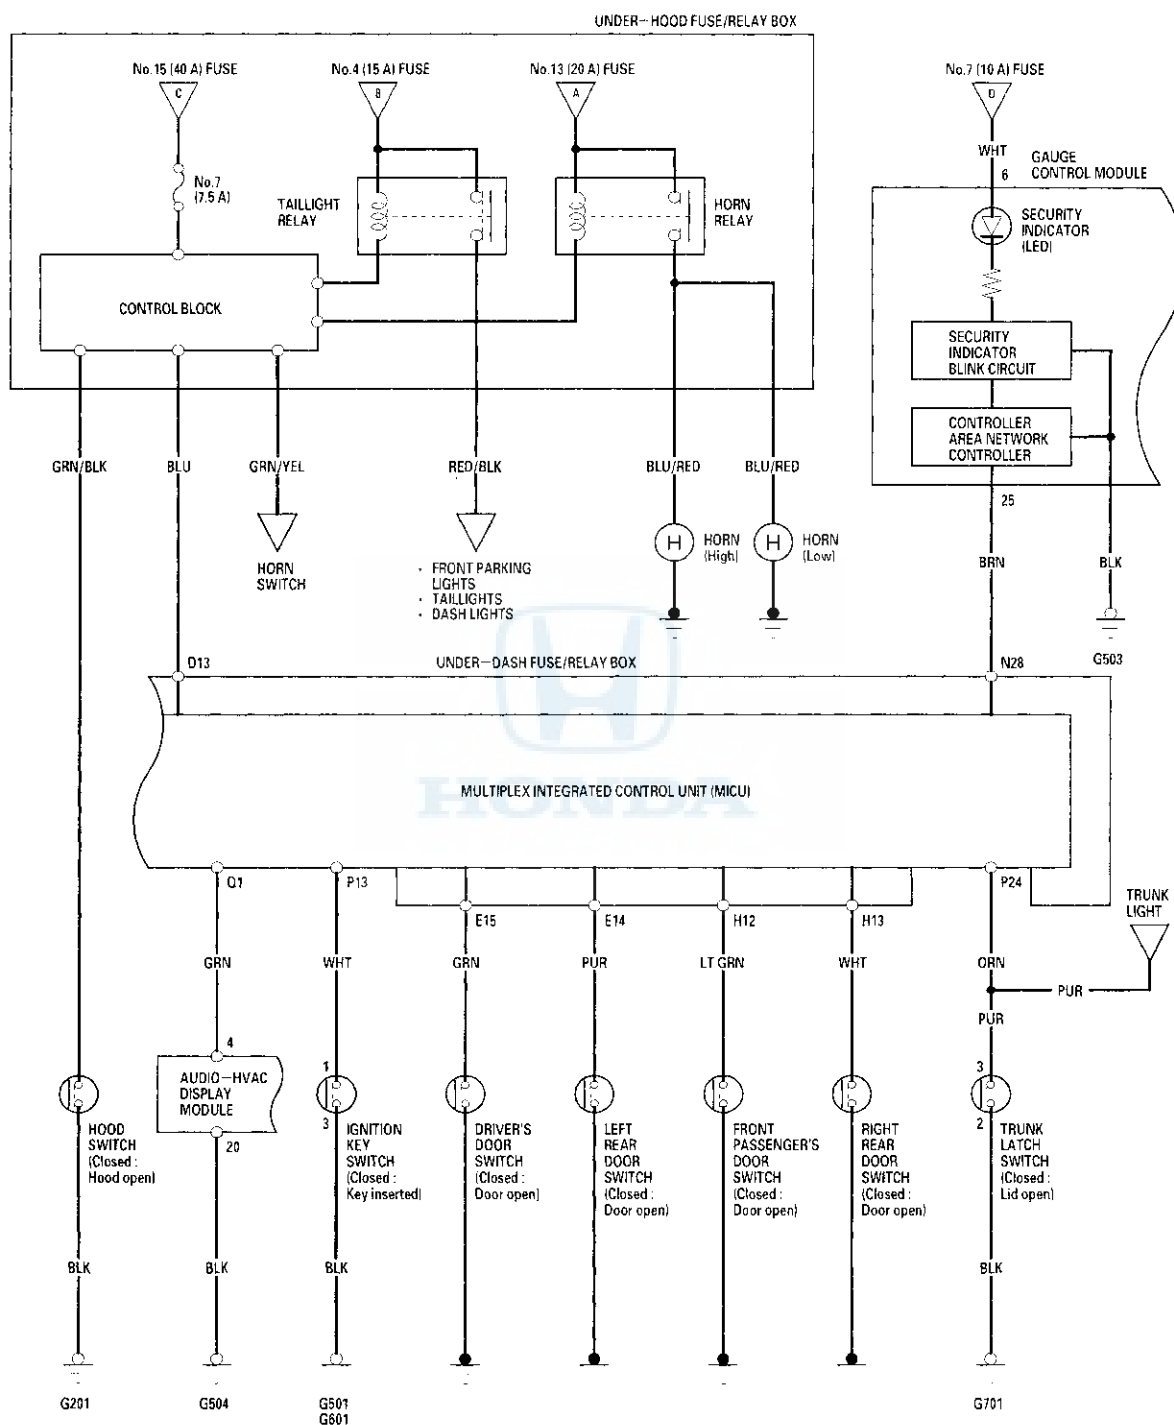 UNDER-HOOD FUSE/RELAY BOX
No.15 (40 A) FUSE
No.4 (15 A) FUSE
No.13 (20 A) FUSE
No.7 (10 A) FUSE
C
B
A
D
WHT
6
GAUGE
CONTROL MODULE
No.7
(7.5 A)
TAILLIGHT
RELAY
HORN
RELAY
SECURITY
INDICATOR
(LED)
CONTROL BLOCK
SECURITY
INDICATOR
BLINK CIRCUIT
CONTROLLER
AREA NETWORK
CONTROLLER
GRN/BLK
BLU
GRN/YEL
RED/BLK
BLU/RED
BLU/RED
25
HORN
SWITCH
· FRONT PARKING
LIGHTS
· TAILLIGHTS
· DASH LIGHTS
H
HORN
(High)
H
HORN
(Low)
BRN
BLK
G503
D13
UNDER-DASH FUSE/RELAY BOX
N28
MULTIPLEX INTEGRATED CONTROL UNIT (MICU)
HONDA
Q1
P13
E15
E14
H12
H13
P24
TRUNK
LIGHT
GRN
WHT
GRN
PUR
LT GRN
WHT
ORN
PUR
PUR
4
AUDIO-HVAC
DISPLAY
MODULE
20
1
3
3
2
HOOD
SWITCH
(Closed :
Hood open)
IGNITION
KEY
SWITCH
(Closed :
Key inserted)
DRIVER'S
DOOR
SWITCH
(Closed :
Door open)
LEFT
REAR
DOOR
SWITCH
(Closed :
Door open)
FRONT
PASSENGER'S
DOOR
SWITCH
(Closed :
Door open)
RIGHT
REAR
DOOR
SWITCH
(Closed :
Door open)
TRUNK
LATCH
SWITCH
(Closed :
Lid open)
BLK
BLK
BLK
BLK
G201
G504
G501
G601
G701